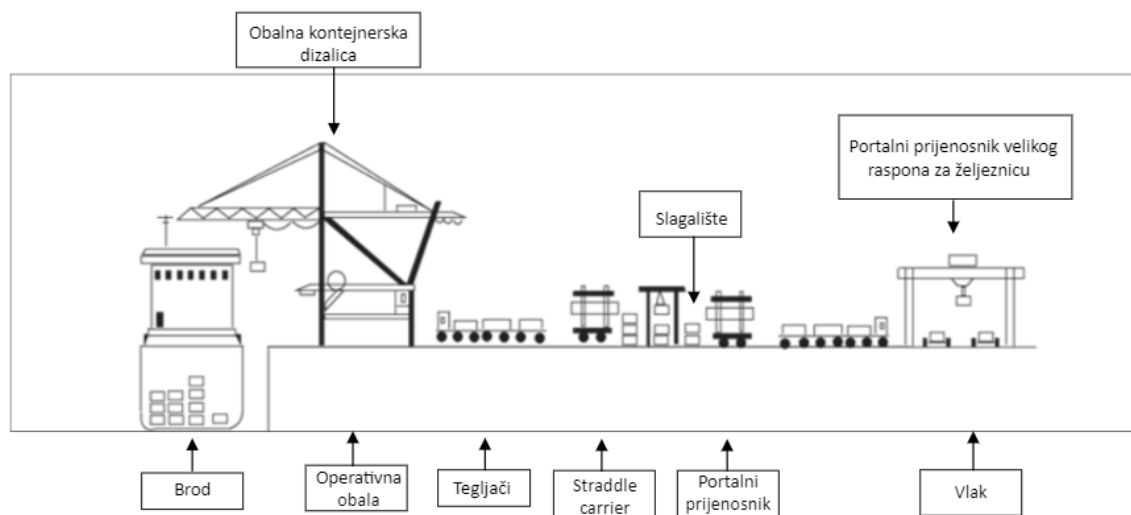 Obalna kontejnerska
dizalica
Portalni prijenosnik velikog
raspona za željeznicu
Slagalište
Brod
Operativna
obala
Tegljači
Straddle
carrier
Portalni
prijenosnik
Vlak